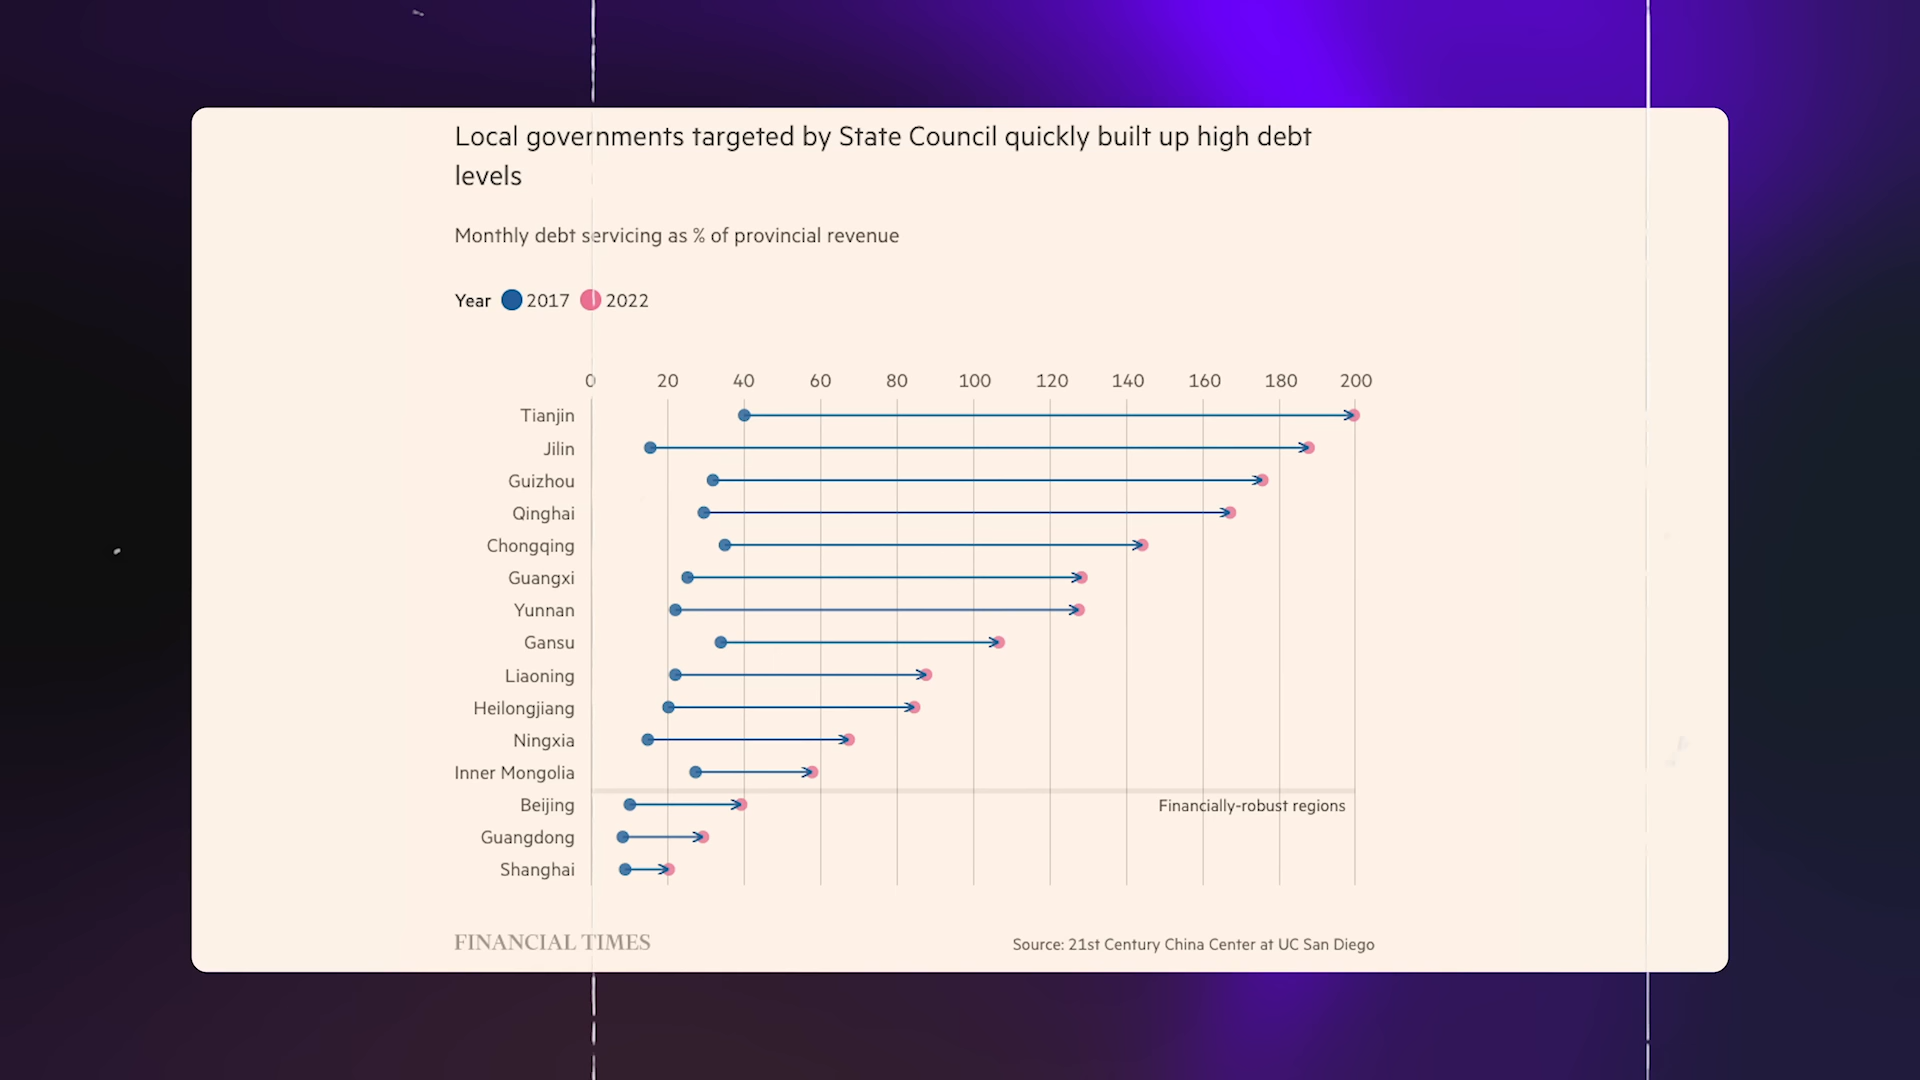 Local governments targeted by State Council quickly built up high debt
levels
Monthly debt servicing as % of provincial revenue
Year 2017 2022
0 20 40 60 80 100 120 140 160 180 200
Tianjin
Jilin
Guizhou
Qinghai
Chongqing
Guangxi
Yunnan
Gansu
Liaoning
Heilongjiang
Ningxia
Inner Mongolia
Beijing Financially-robust regions
Guangdong
Shanghai
FINANCIAL TIMES Source: 21st Century China Center at UC San Diego